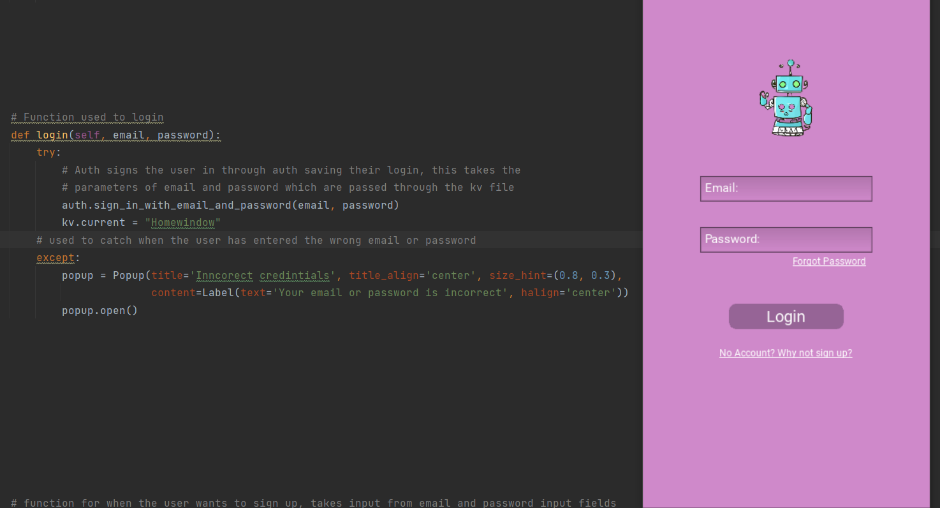 # Function used to login
def login(self, email, password):
try:
# Auth signs the user in through auth saving their login, this takes the
# parameters of email and password which are passed through the kv file
auth.sign_in_with_email_and_password(email, password)
kv.current = "Homewindow"
# used to catch when the user has entered the wrong email or password
except:
popup = Popup(title='Inncorect credintials', title_align='center', size_hint=(0.8, 0.3),
content=Label(text='Your email or password is incorrect', halign='center'))
popup.open()
# function for when the user wants to sign up, takes input from email and password input fields
Email:
Password:
Forgot Password
Login
No Account? Why not sign up?